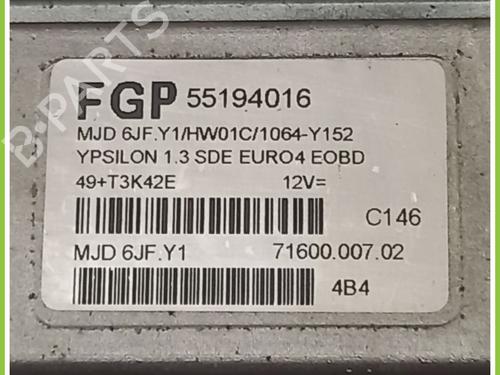 FGP 55194016
MJD 6JF.Y1/HW01C/1064-Y152
YPSILON 1.3 SDE EURO4 EOBD
49+T3K42E 12V=
C146
MJD 6JF.Y1 71600.007.02
4B4
B-PARTS